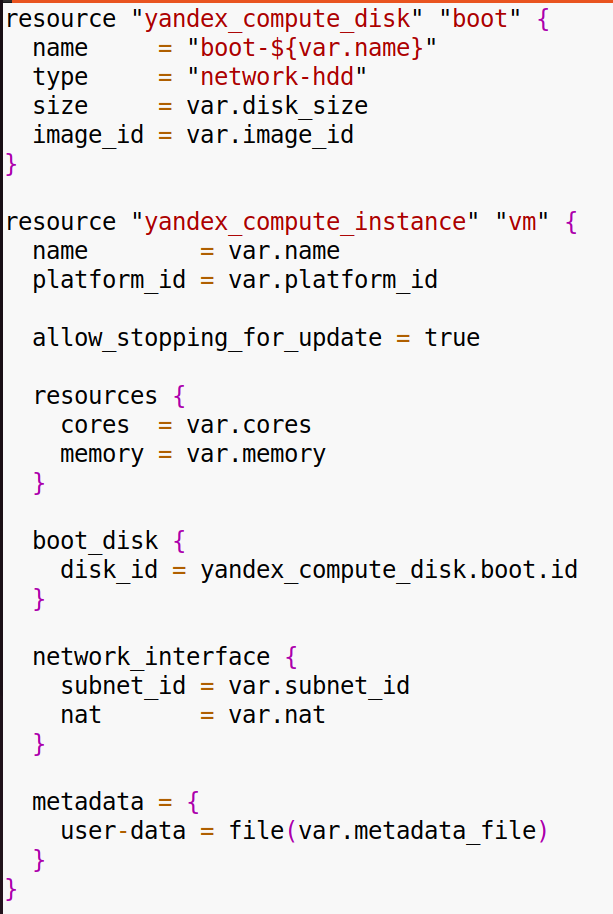 resource "yandex_compute_disk" "boot" {
  name     = "boot-${var.name}"
  type     = "network-hdd"
  size     = var.disk_size
  image_id = var.image_id
}

resource "yandex_compute_instance" "vm" {
  name        = var.name
  platform_id = var.platform_id

  allow_stopping_for_update = true

  resources {
    cores  = var.cores
    memory = var.memory
  }

  boot_disk {
    disk_id = yandex_compute_disk.boot.id
  }

  network_interface {
    subnet_id = var.subnet_id
    nat       = var.nat
  }

  metadata = {
    user-data = file(var.metadata_file)
  }
}